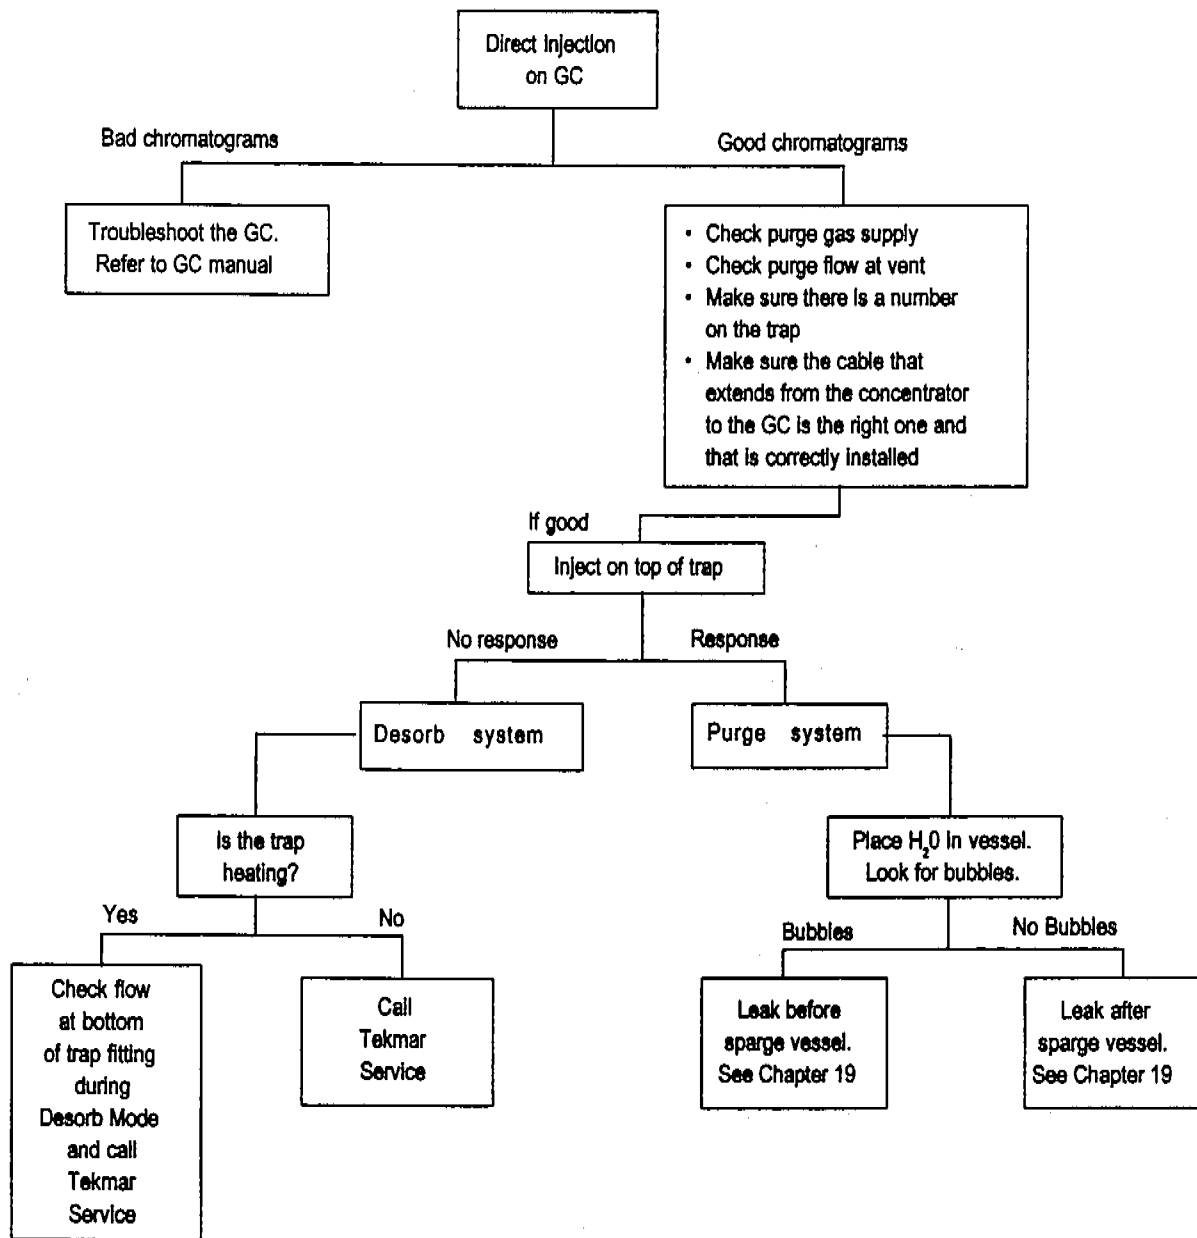 Direct Injection
on GC
Bad chromatograms
Good chromatograms
Troubleshoot the GC.
Refer to GC manual
• Check purge gas supply
• Check purge flow at vent
• Make sure there is a number
on the trap
• Make sure the cable that
extends from the concentrator
to the GC is the right one and
that is correctly installed
If good
Inject on top of trap
No response
Response
Desorb system
Purge system
Is the trap
heating?
Place H₂0 in vessel.
Look for bubbles.
Yes
No
Bubbles
No Bubbles
Check flow
at bottom
of trap fitting
during
Desorb Mode
and call
Tekmar
Service
Call
Tekmar
Service
Leak before
sparge vessel.
See Chapter 19
Leak after
sparge vessel.
See Chapter 19